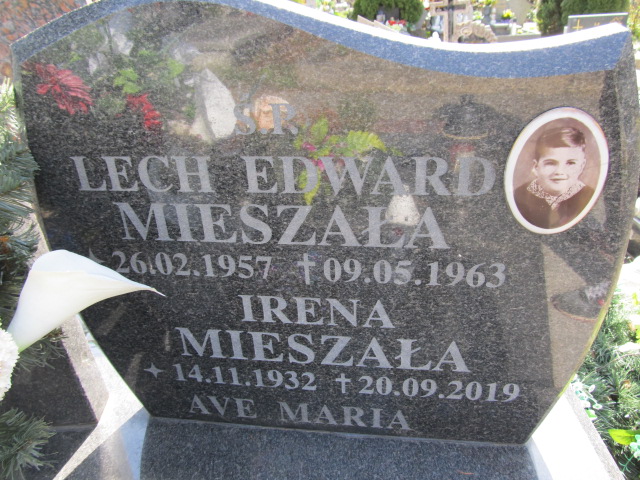 Ś.P.
LECH EDWARD
MIESZAŁA
26.02.1957 †09.05.1963
IRENA
MIESZAŁA
14.11.1932 †20.09.2019
AVE MARIA